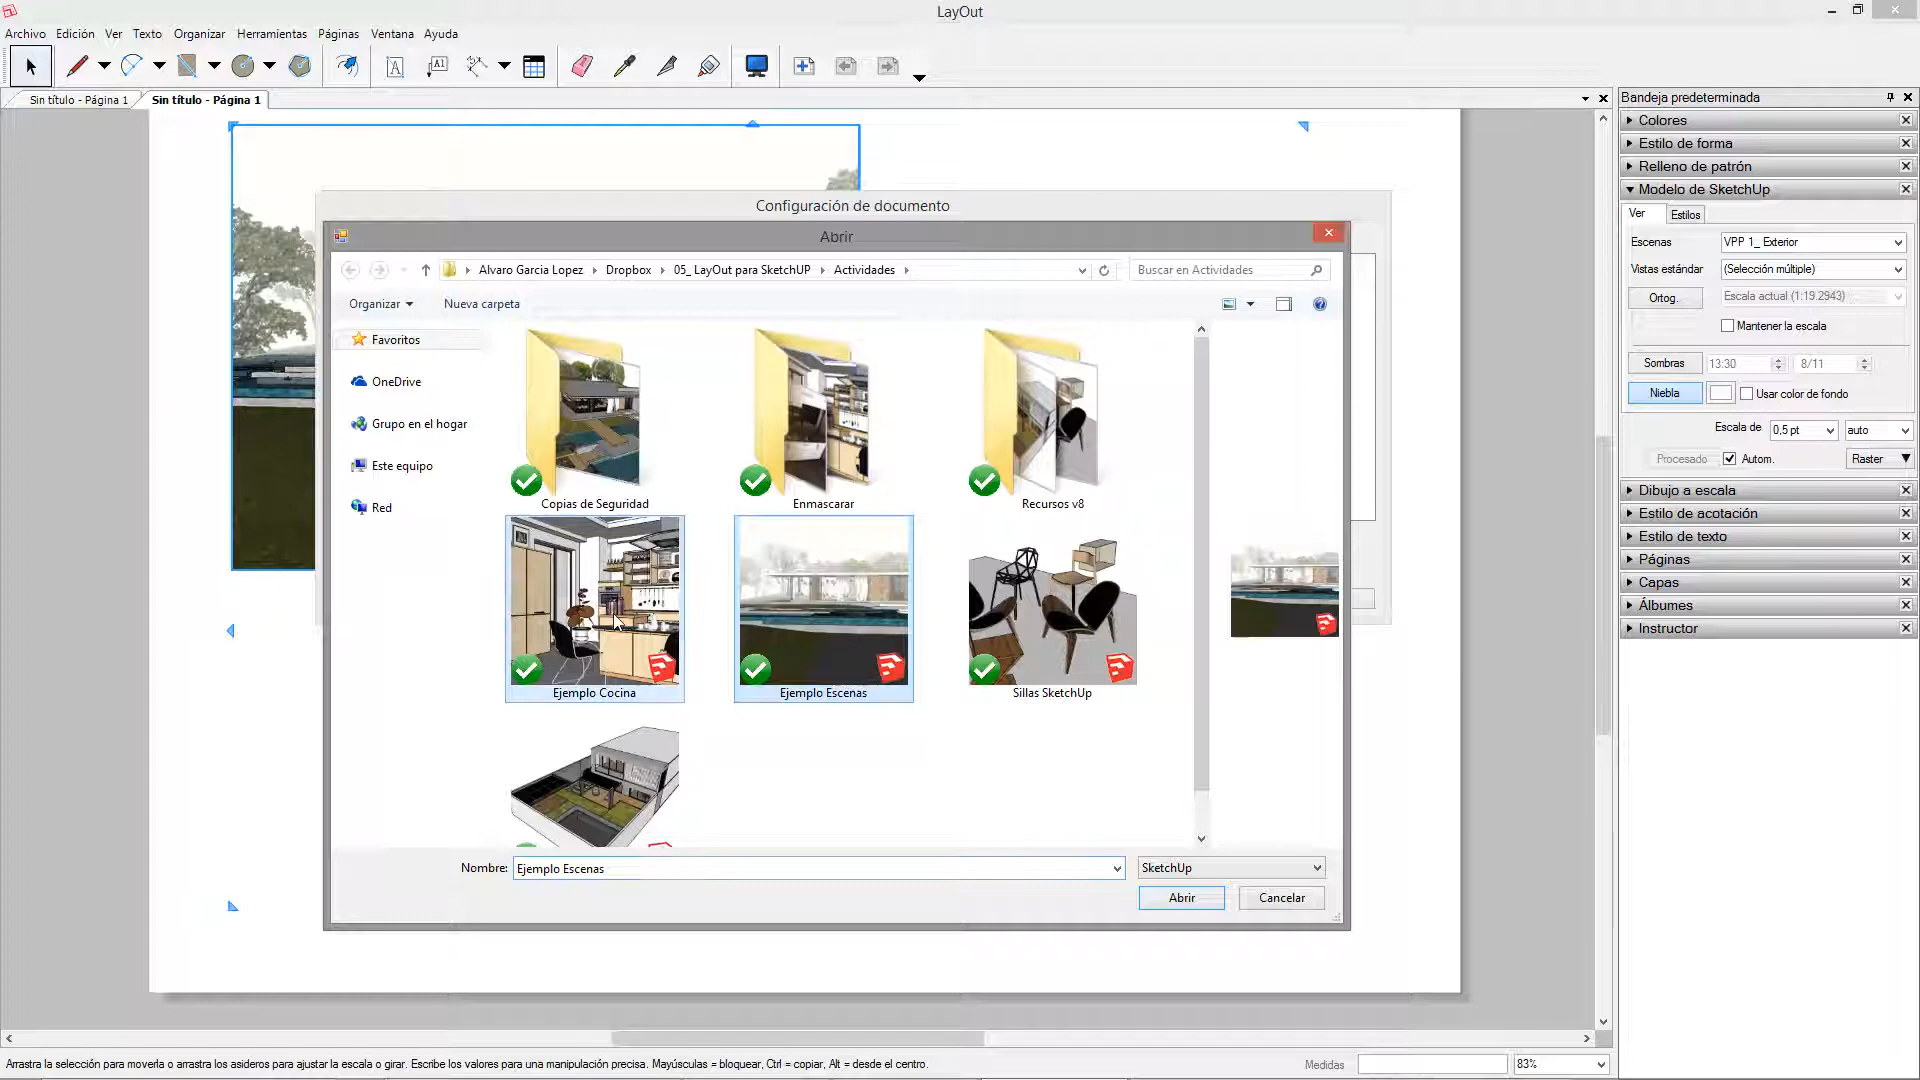 LayOut
Archivo Edición Ver Texto Organizar Herramientas Páginas Ventana Ayuda
Sin título - Página 1
Sin título - Página 1
Configuración de documento
Abrir
Alvaro Garcia Lopez Dropbox 05_ LayOut para SketchUP Actividades
Buscar en Actividades
Organizar
Nueva carpeta
Favoritos
OneDrive
Grupo en el hogar
Este equipo
Red
Copias de Seguridad
Enmascarar
Recursos v8
Ejemplo Cocina
Ejemplo Escenas
Sillas SketchUp
Nombre: Ejemplo Escenas
SketchUp
Abrir
Cancelar
Bandeja predeterminada
Colores
Estilo de forma
Relleno de patrón
Modelo de SketchUp
Ver Estilos
Escenas VPP 1_ Exterior
Vistas estándar (Selección múltiple)
Ortog. Escala actual (1:19.2943)
Mantener la escala
Sombras 13:30 8/11
Niebla Usar color de fondo
Escala de 0,5 pt auto
Procesado Autom. Raster
Dibujo a escala
Estilo de acotación
Estilo de texto
Páginas
Capas
Álbumes
Instructor
Arrastra la selección para moverla o arrastra los asideros para ajustar la escala o girar. Escribe los valores para una manipulación precisa. Mayúsculas = bloquear, Ctrl = copiar, Alt = desde el centro.
Medidas
83%